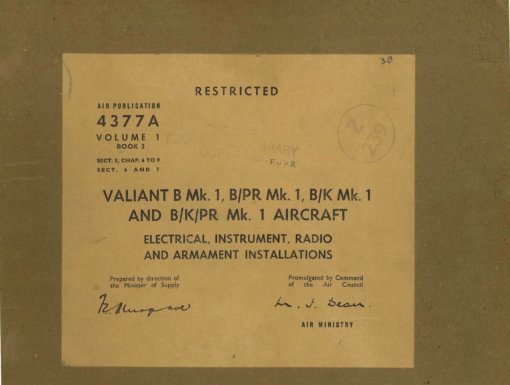 38
RESTRICTED
AIR PUBLICATION
4377A
VOLUME 1
BOOK 3
SECT. 5, CHAP. 6 TO 9
SECT. 6 AND 7
FOUR
VALIANT B Mk. 1, B/PR Mk. 1, B/K Mk. 1
AND B/K/PR Mk. 1 AIRCRAFT
ELECTRICAL, INSTRUMENT, RADIO
AND ARMAMENT INSTALLATIONS
Prepared by direction of
the Minister of Supply
Promulgated by Command
of the Air Council
M. J. Dean.
AIR MINISTRY